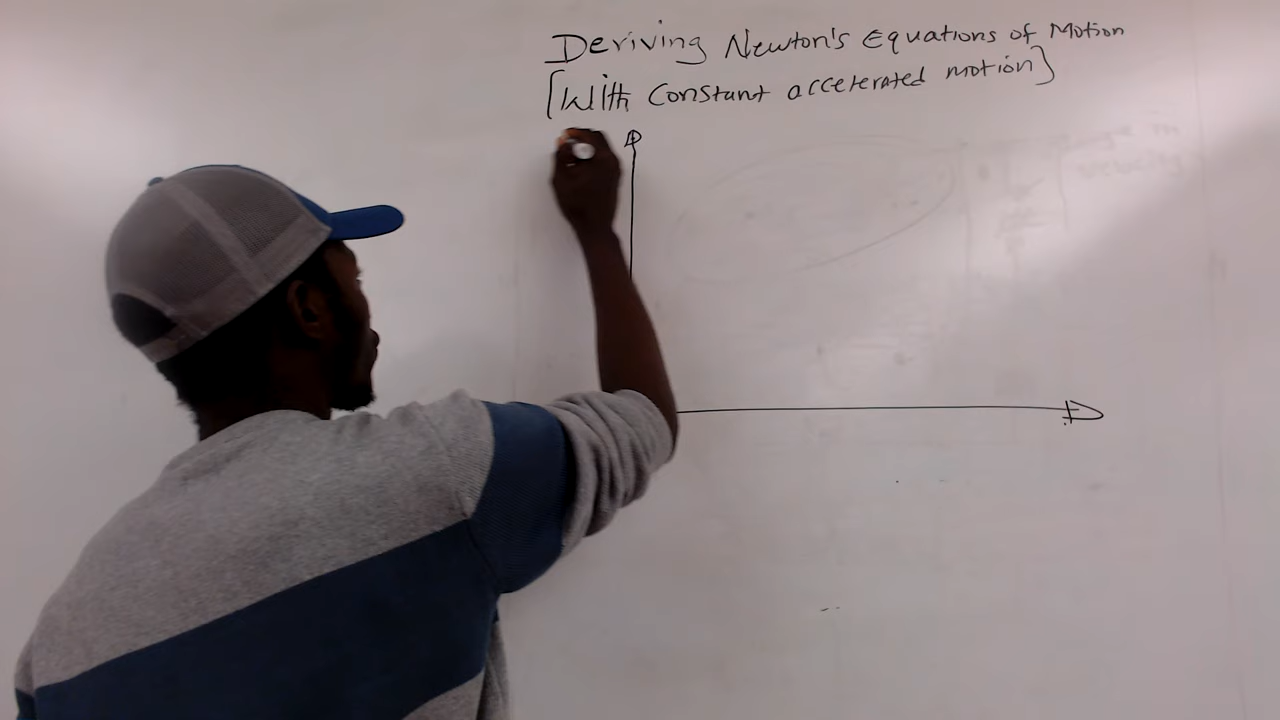 Deriving Newton's Equations of Motion
[With constant accelerated motion]